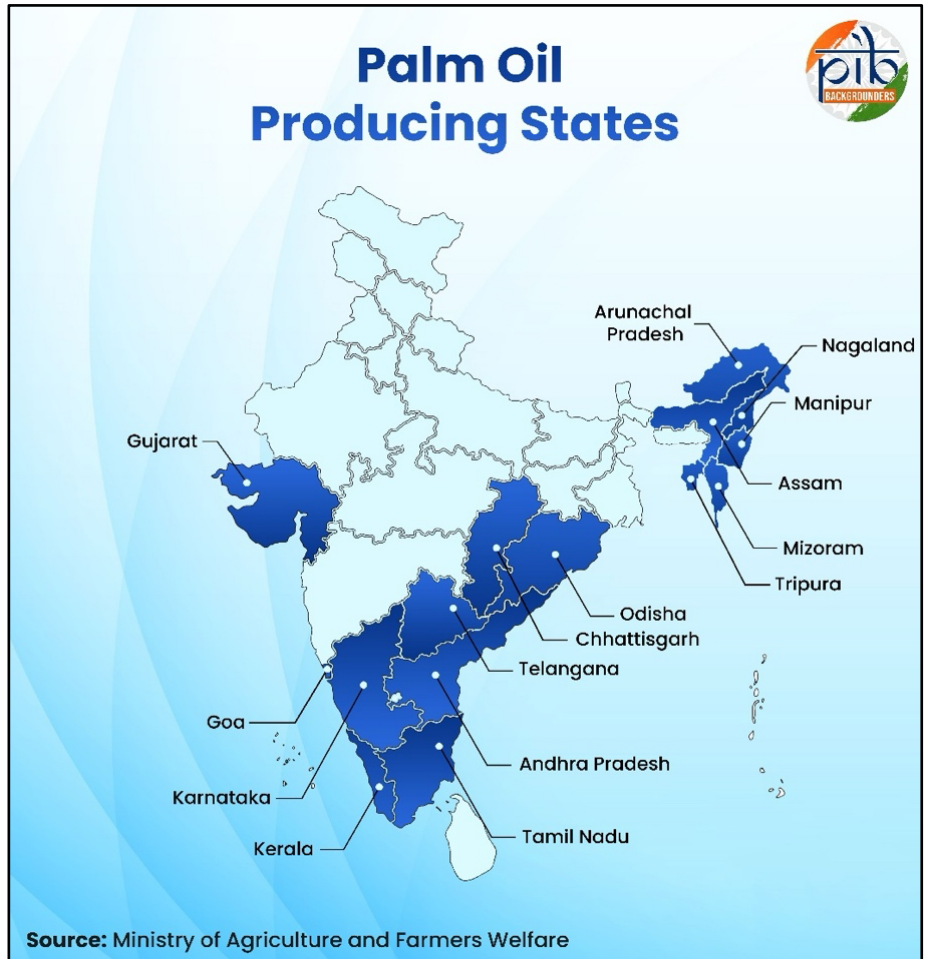 Palm Oil
Producing States
pib
BACKGROUNDERS
Arunachal
Pradesh
Nagaland
Manipur
Gujarat
Assam
Mizoram
Tripura
Odisha
Chhattisgarh
Telangana
Goa
Andhra Pradesh
Karnataka
Tamil Nadu
Kerala
Source: Ministry of Agriculture and Farmers Welfare